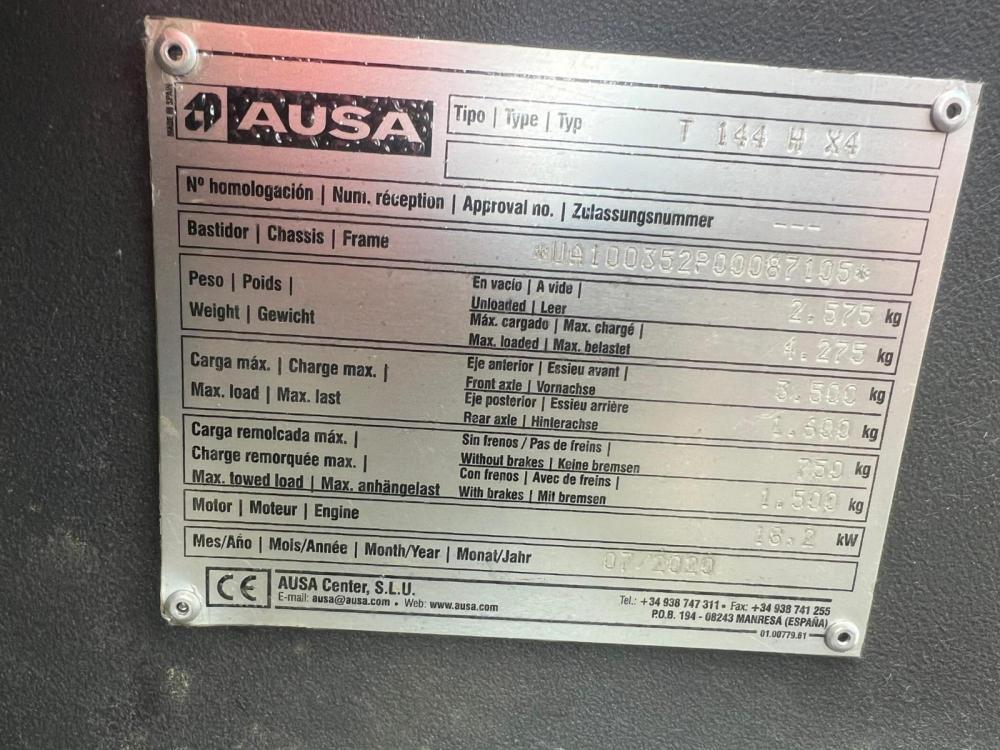 MADE IN SPAIN
AUSA
Tipo | Type | Typ T 144 H X4
Nº homologación | Num. réception | Approval no. | Zulassungsnummer ---
Bastidor | Chassis | Frame *UA100352P00087105*
Peso | Poids |
Weight | Gewicht
En vacío | A vide |
Unloaded | Leer 2.575 kg
Máx. cargado | Max. chargé |
Max. loaded | Max. belastet 4.275 kg
Carga máx. | Charge max. |
Max. load | Max. last
Eje anterior | Essieu avant |
Front axle | Vornachse 3.500 kg
Eje posterior | Essieu arrière
Rear axle | Hinterachse kg
Carga remolcada máx. |
Charge remorquée max. |
Max. towed load | Max. anhängelast
Sin frenos / Pas de freins |
Without brakes | Keine bremsen 750 kg
Con frenos | Avec de freins |
With brakes | Mit bremsen 1.500 kg
Motor | Moteur | Engine 18.2 kW
Mes/Año | Mois/Année | Month/Year | Monat/Jahr 07/2020
CE
AUSA Center, S.L.U.
E-mail: ausa@ausa.com • Web: www.ausa.com
Tel.: +34 938 747 311 • Fax: +34 938 741 255
P.O.B. 194 - 08243 MANRESA (ESPAÑA)
01.00779.61